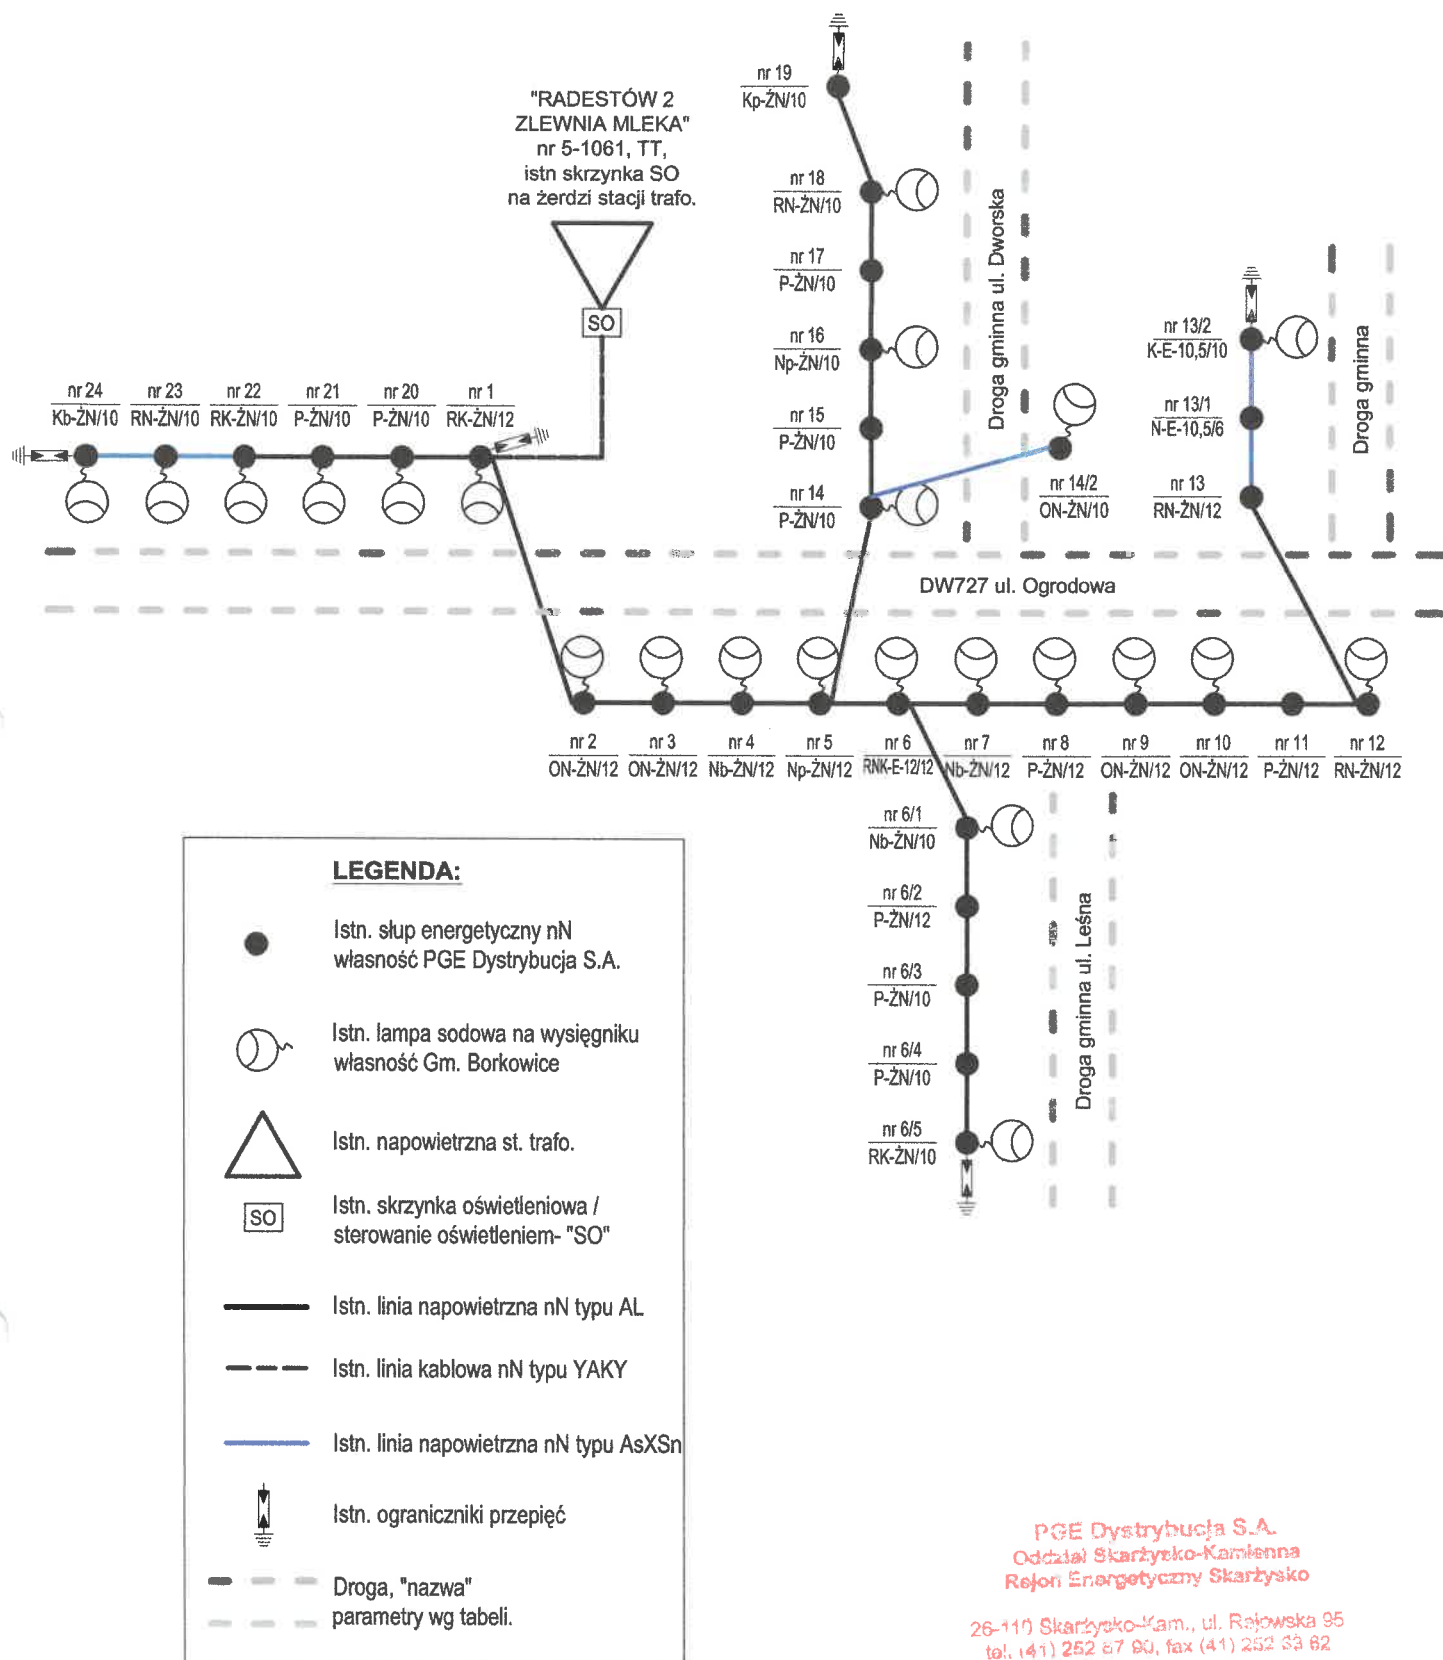 "RADESTÓW 2
ZLEWNIA MLEKA"
nr 5-1061, TT,
istn skrzynka SO
na żerdzi stacji trafo.
SO
nr 19
Kp-ŻN/10
nr 18
RN-ŻN/10
nr 17
P-ŻN/10
nr 16
Np-ŻN/10
nr 15
P-ŻN/10
nr 14
P-ŻN/10
nr 14/2
ON-ŻN/10
Droga gminna ul. Dworska
nr 13/2
K-E-10,5/10
nr 13/1
N-E-10,5/6
nr 13
RN-ŻN/12
Droga gminna
nr 24
Kb-ŻN/10
nr 23
RN-ŻN/10
nr 22
RK-ŻN/10
nr 21
P-ŻN/10
nr 20
P-ŻN/10
nr 1
RK-ŻN/12
DW727 ul. Ogrodowa
nr 2
ON-ŻN/12
nr 3
ON-ŻN/12
nr 4
Nb-ŻN/12
nr 5
Np-ŻN/12
nr 6
RNK-E-12/12
nr 7
Nb-ŻN/12
nr 8
P-ŻN/12
nr 9
ON-ŻN/12
nr 10
ON-ŻN/12
nr 11
P-ŻN/12
nr 12
RN-ŻN/12
nr 6/1
Nb-ŻN/10
nr 6/2
P-ŻN/12
nr 6/3
P-ŻN/10
nr 6/4
P-ŻN/10
nr 6/5
RK-ŻN/10
Droga gminna ul. Leśna
LEGENDA:
Istn. słup energetyczny nN
własność PGE Dystrybucja S.A.
Istn. lampa sodowa na wysięgniku
własność Gm. Borkowice
Istn. napowietrzna st. trafo.
SO
Istn. skrzynka oświetleniowa /
sterowanie oświetleniem- "SO"
Istn. linia napowietrzna nN typu AL
Istn. linia kablowa nN typu YAKY
Istn. linia napowietrzna nN typu AsXSn
Istn. ograniczniki przepięć
Droga, "nazwa"
parametry wg tabeli.
PGE Dystrybucja S.A.
Oddział Skarżysko-Kamienna
Rejon Energetyczny Skarżysko
26-110 Skarżysko-Kam., ul. Rejowska 95
tel. (41) 252 67 90, fax (41) 252 33 62